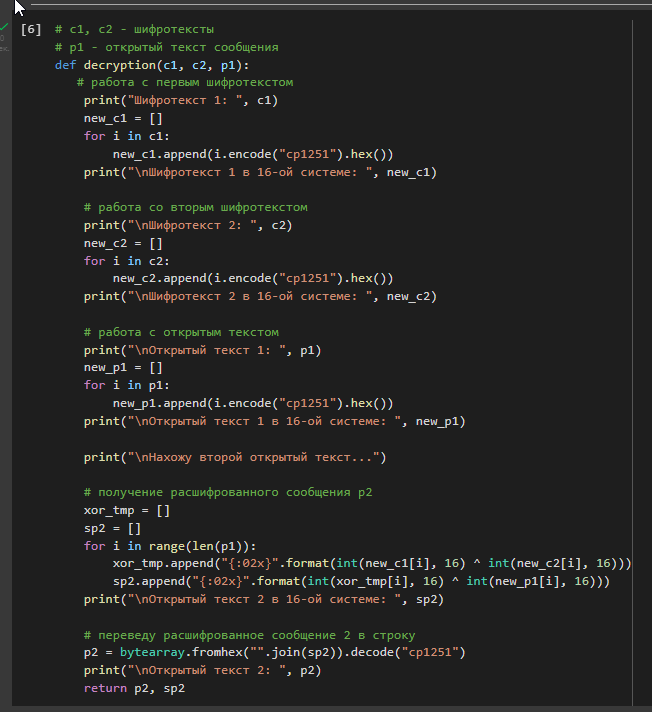 [6] # c1, c2 - шифротексты
# p1 - открытый текст сообщения
def decryption(c1, c2, p1):
# работа с первым шифротекстом
print("Шифротекст 1: ", c1)
new_c1 = []
for i in c1:
new_c1.append(i.encode("cp1251").hex())
print("\nШифротекст 1 в 16-ой системе: ", new_c1)
# работа со вторым шифротекстом
print("\nШифротекст 2: ", c2)
new_c2 = []
for i in c2:
new_c2.append(i.encode("cp1251").hex())
print("\nШифротекст 2 в 16-ой системе: ", new_c2)
# работа с открытым текстом
print("\nОткрытый текст 1: ", p1)
new_p1 = []
for i in p1:
new_p1.append(i.encode("cp1251").hex())
print("\nОткрытый текст 1 в 16-ой системе: ", new_p1)
print("\nНахожу второй открытый текст...")
# получение расшифрованного сообщения p2
xor_tmp = []
sp2 = []
for i in range(len(p1)):
xor_tmp.append("{:02x}".format(int(new_c1[i], 16) ^ int(new_c2[i], 16)))
sp2.append("{:02x}".format(int(xor_tmp[i], 16) ^ int(new_p1[i], 16)))
print("\nОткрытый текст 2 в 16-ой системе: ", sp2)
# переведу расшифрованное сообщение 2 в строку
p2 = bytearray.fromhex("".join(sp2)).decode("cp1251")
print("\nОткрытый текст 2: ", p2)
return p2, sp2